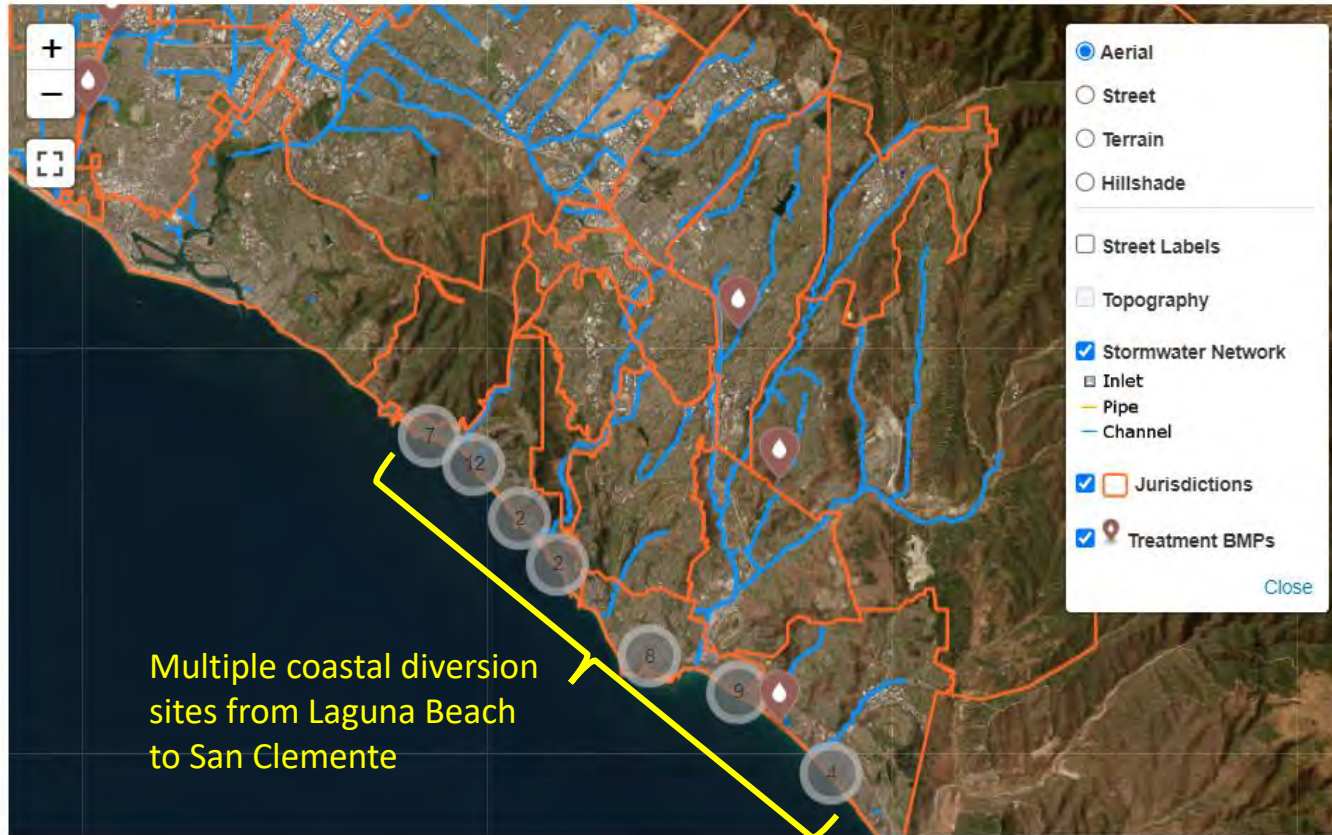 +
−
Aerial
Street
Terrain
Hillshade
Street Labels
Topography
Stormwater Network
Inlet
Pipe
Channel
Jurisdictions
Treatment BMPs
Close
7
12
2
2
8
9
4
Multiple coastal diversion
sites from Laguna Beach
to San Clemente